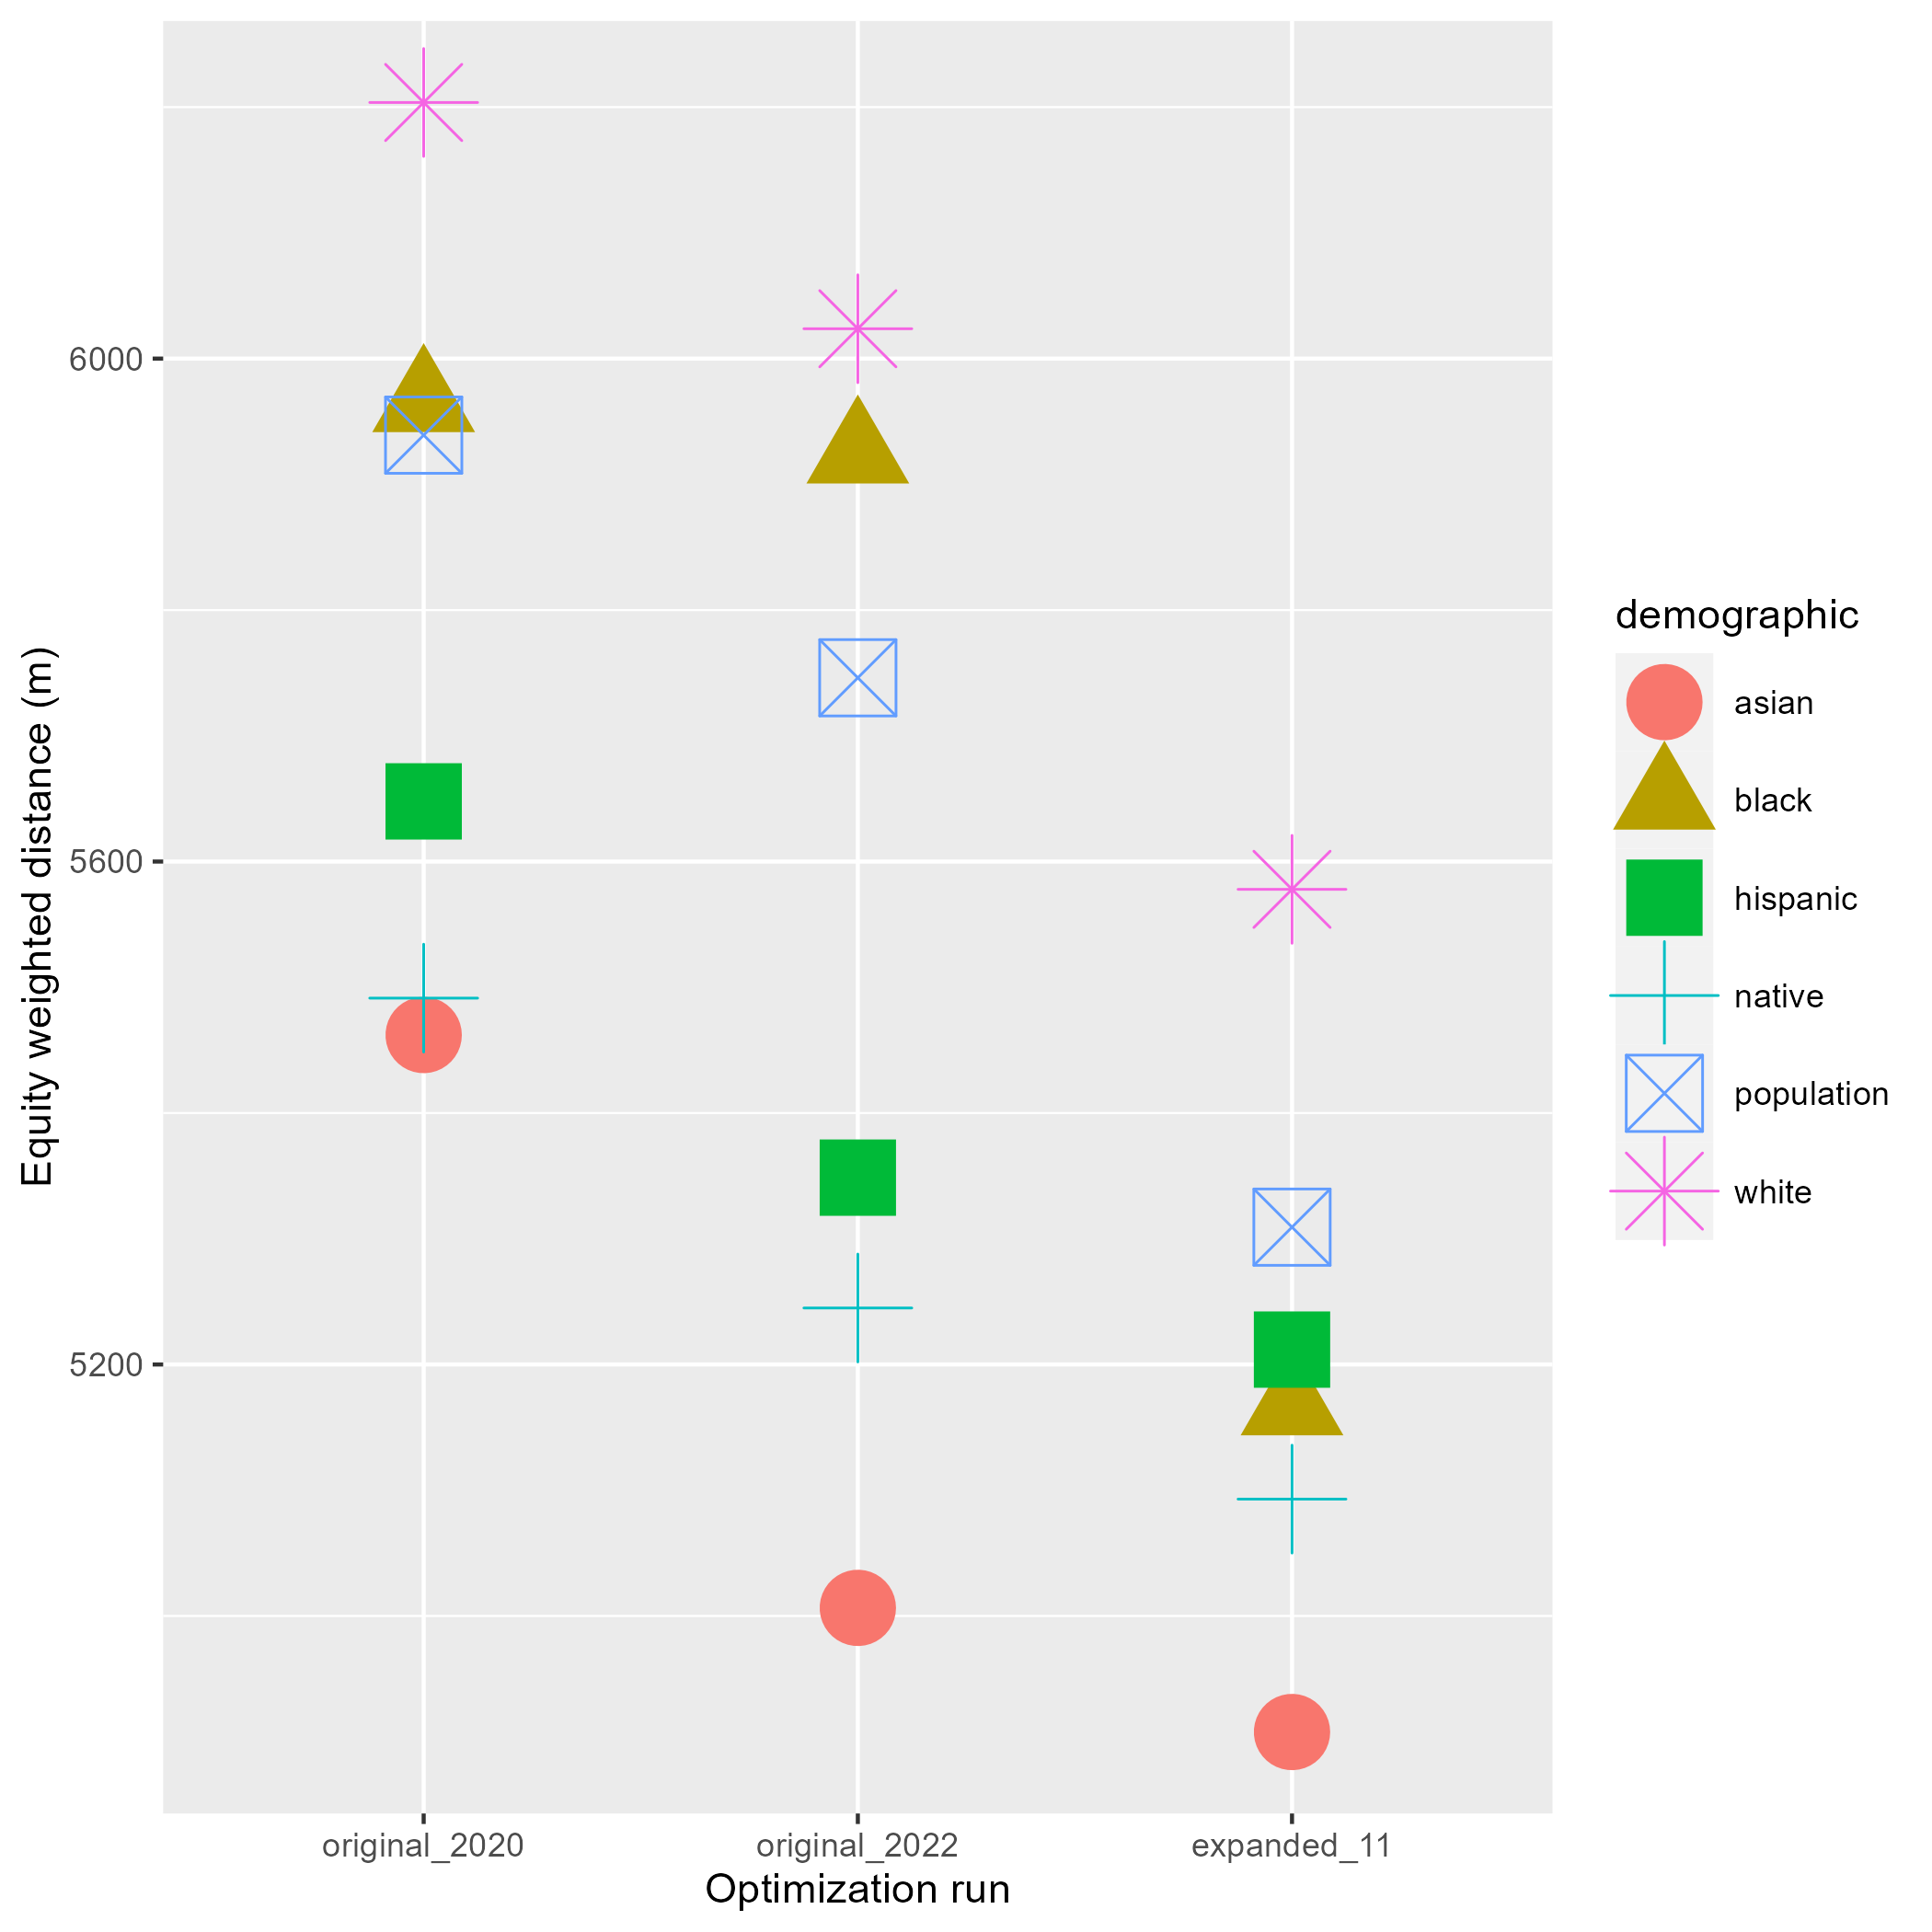 Equity weighted distance (m)
6000
5600
5200
original_2020
original_2022
expanded_11
Optimization run
demographic
asian
black
hispanic
native
population
white